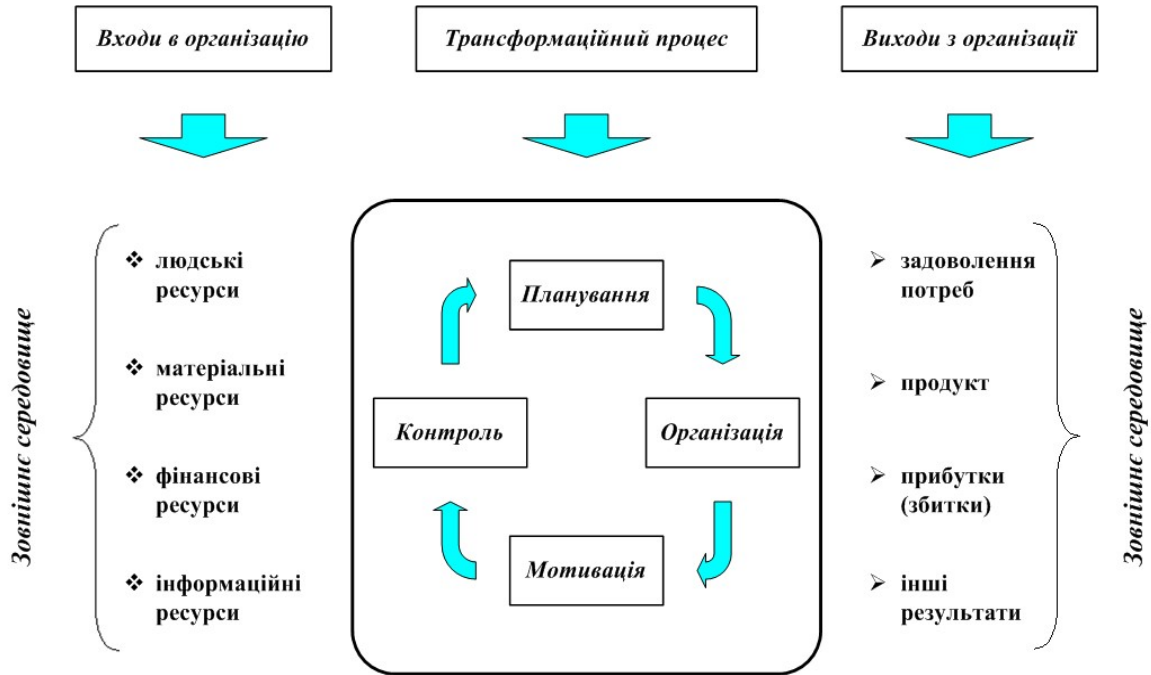 Входи в організацію
Трансформаційний процес
Виходи з організації
Зовнішнє середовище
❖ людські
ресурси
❖ матеріальні
ресурси
❖ фінансові
ресурси
❖ інформаційні
ресурси
Планування
Контроль
Організація
Мотивація
➢ задоволення
потреб
➢ продукт
➢ прибутки
(збитки)
➢ інші
результати
Зовнішнє середовище